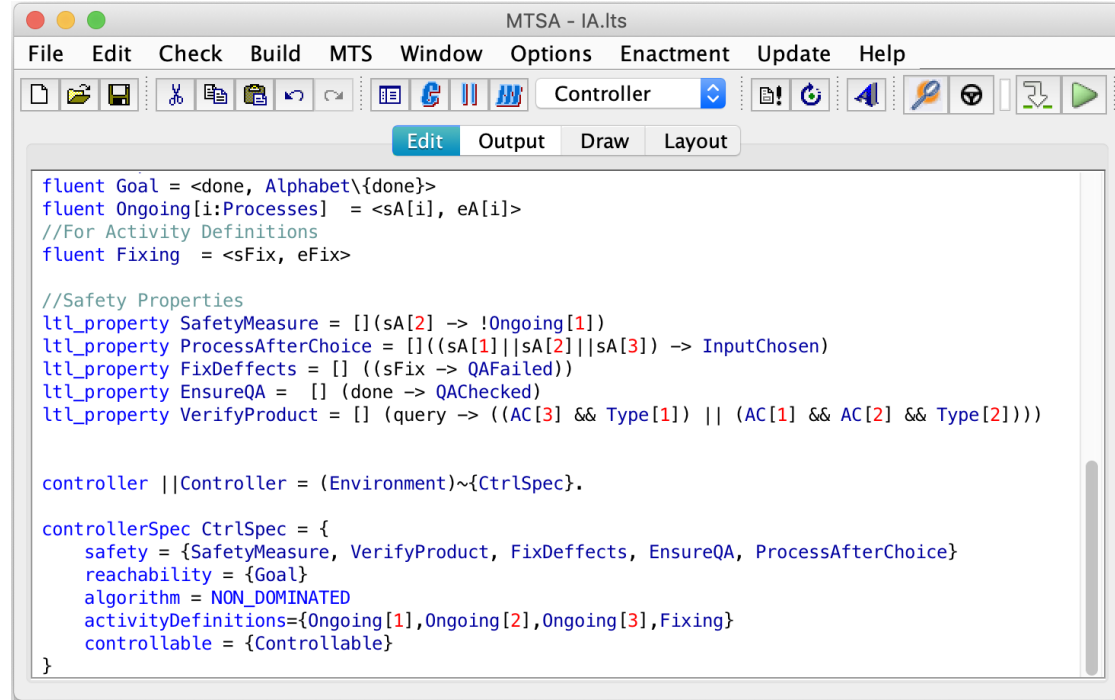 MTSA - IA.lts
File Edit Check Build MTS Window Options Enactment Update Help
Controller
Edit Output Draw Layout
fluent Goal = <done, Alphabet\{done}>
fluent Ongoing[i:Processes]  = <sA[i], eA[i]>
//For Activity Definitions
fluent Fixing  = <sFix, eFix>
//Safety Properties
ltl_property SafetyMeasure = [](sA[2] -> !Ongoing[1])
ltl_property ProcessAfterChoice = []((sA[1]||sA[2]||sA[3]) -> InputChosen)
ltl_property FixDeffects = [] ((sFix -> QAFailed))
ltl_property EnsureQA =  [] (done -> QAChecked)
ltl_property VerifyProduct = [] (query -> ((AC[3] && Type[1]) || (AC[1] && AC[2] && Type[2])))
controller ||Controller = (Environment)~{CtrlSpec}.
controllerSpec CtrlSpec = {
    safety = {SafetyMeasure, VerifyProduct, FixDeffects, EnsureQA, ProcessAfterChoice}
    reachability = {Goal}
    algorithm = NON_DOMINATED
    activityDefinitions={Ongoing[1],Ongoing[2],Ongoing[3],Fixing}
    controllable = {Controllable}
}